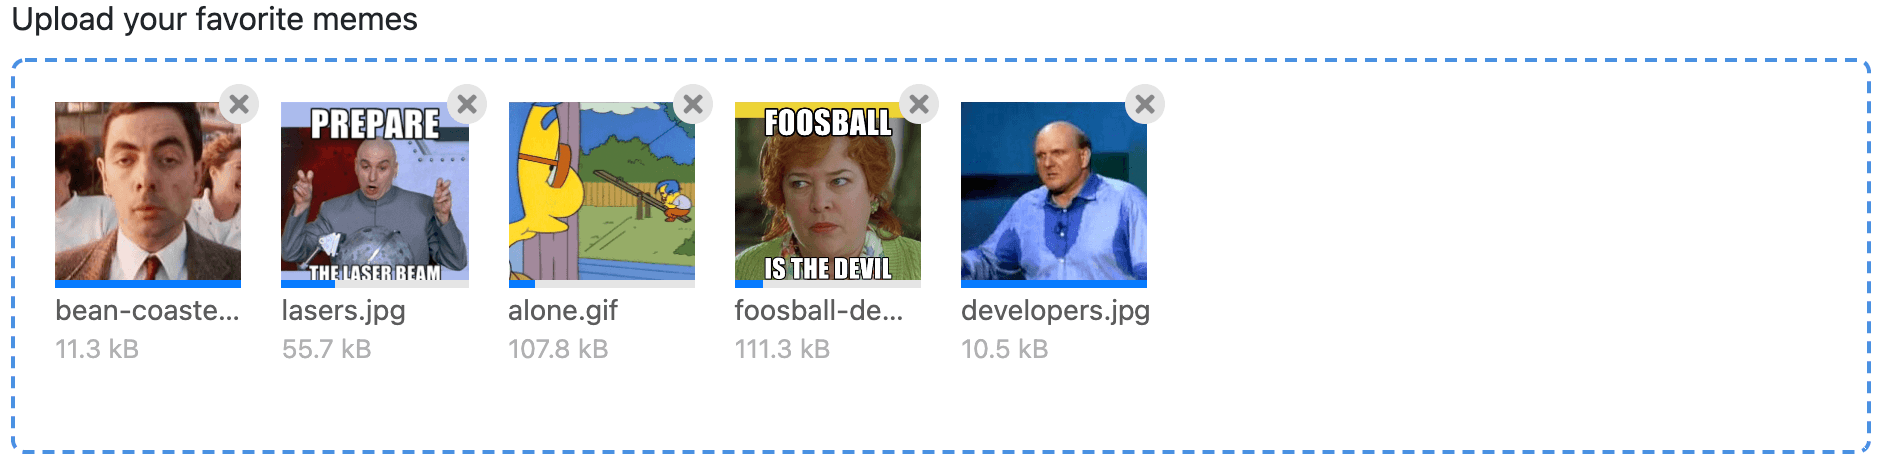 Upload your favorite memes
PREPARE
THE LASER BEAM
FOOSBALL
IS THE DEVIL
bean-coaste...
lasers.jpg
alone.gif
foosball-de...
developers.jpg
11.3 kB
55.7 kB
107.8 kB
111.3 kB
10.5 kB